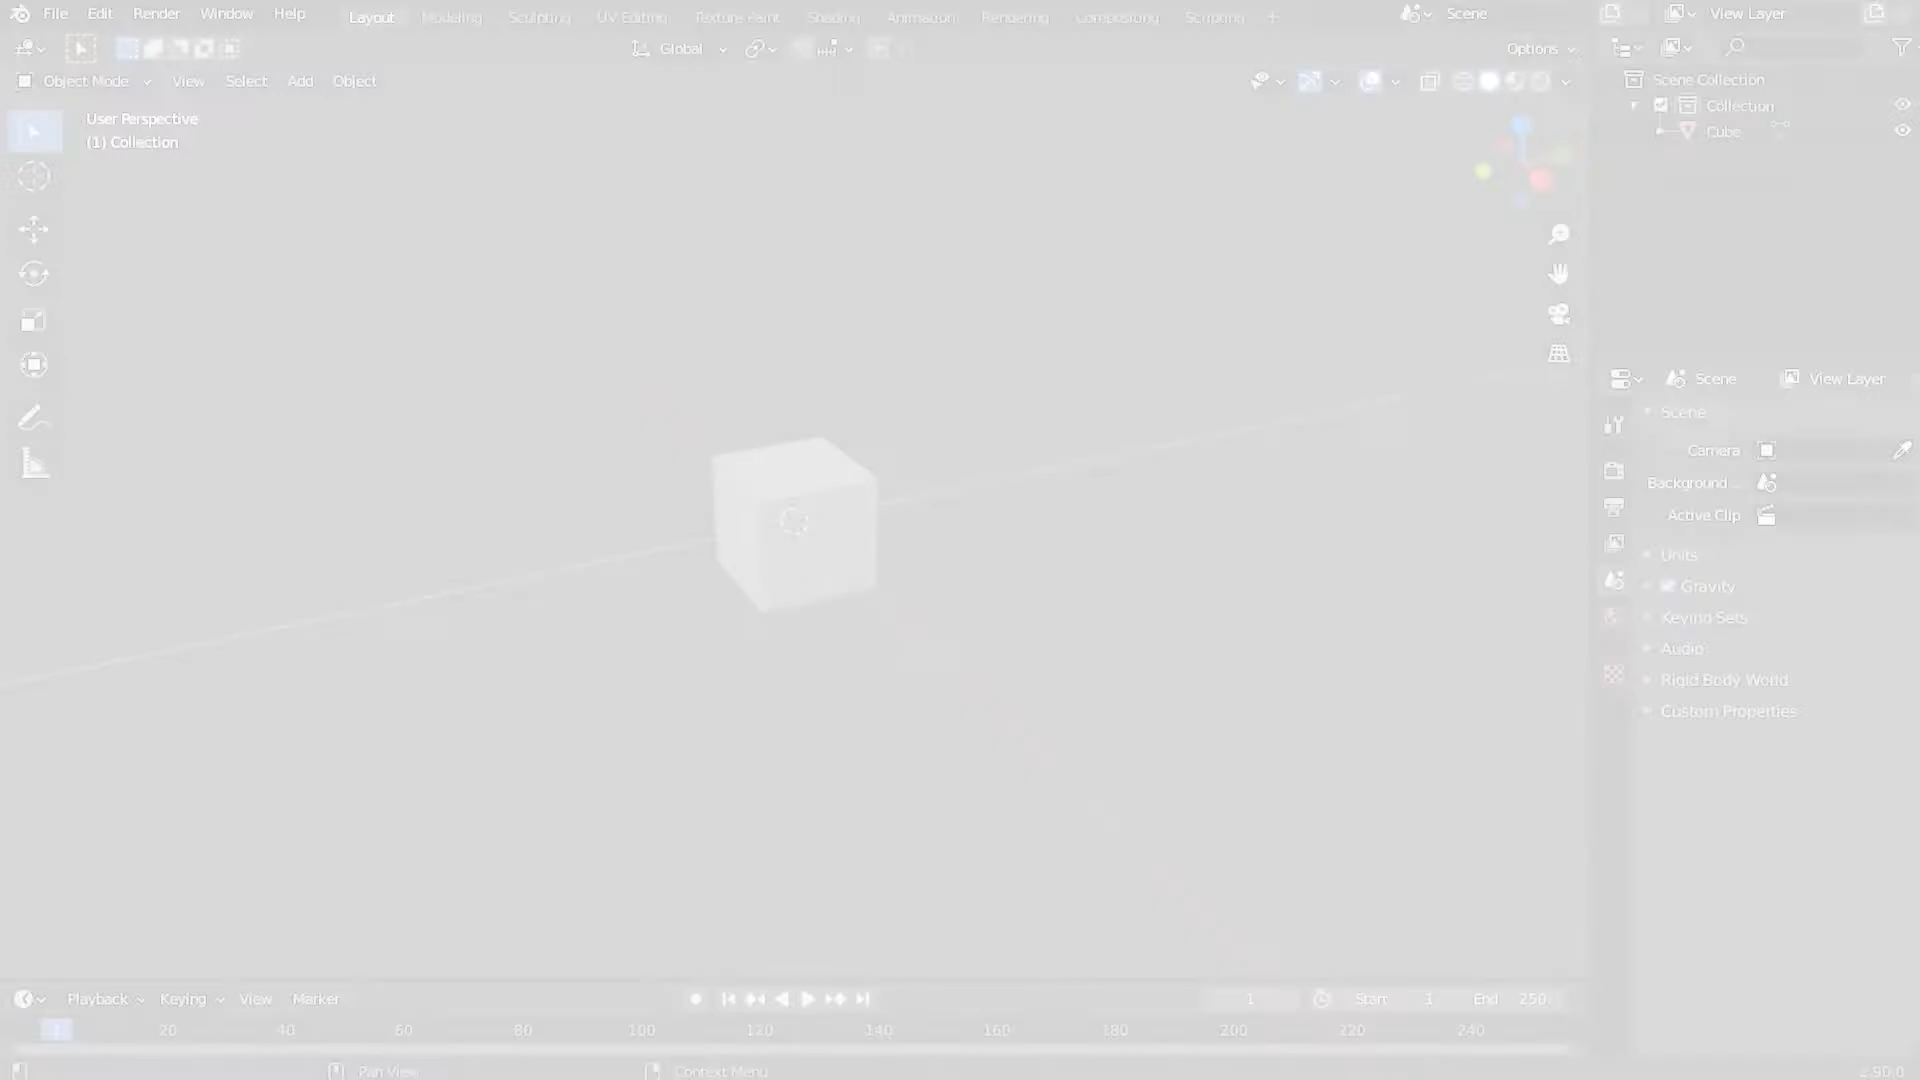 File Edit Render Window Help Layout Modeling Sculpting UV Editing Texture Paint Shading Animation Rendering Compositing Scripting + Scene View Layer
Global Options
Object Mode View Select Add Object
User Perspective
(1) Collection
Scene Collection
Collection
Cube
Scene View Layer
Scene
Camera
Background ...
Active Clip
Units
Gravity
Keying Sets
Audio
Rigid Body World
Custom Properties
Playback Keying View Marker 1 Start 1 End 250
1 20 40 60 80 100 120 140 160 180 200 220 240
Pan View Context Menu 2.90.0